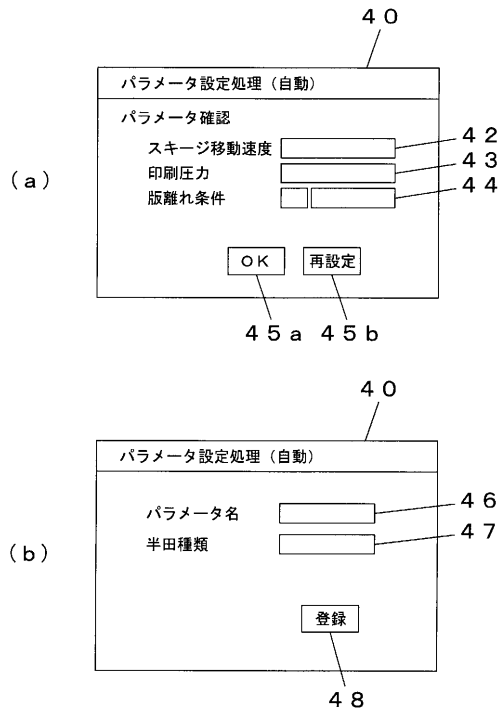 40
パラメータ設定処理（自動）
パラメータ確認
スキージ移動速度
42
印刷圧力
43
版離れ条件
44
（a）
OK
再設定
45a 45b
40
パラメータ設定処理（自動）
パラメータ名
46
半田種類
47
（b）
登録
48